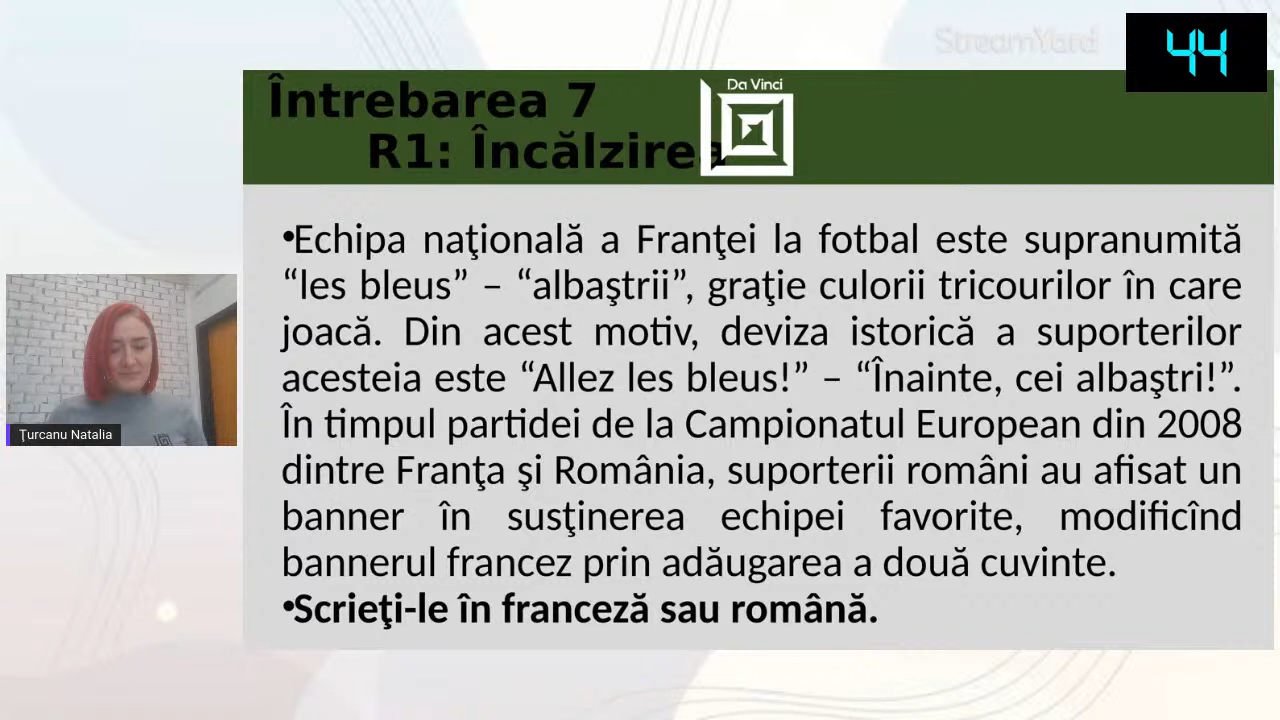 StreamYard
44
Întrebarea 7
R1: Încălzirea
Da Vinci
•Echipa naţională a Franţei la fotbal este supranumită
“les bleus” – “albaştrii”, graţie culorii tricourilor în care
joacă. Din acest motiv, deviza istorică a suporterilor
acesteia este “Allez les bleus!” – “Înainte, cei albaştri!”.
În timpul partidei de la Campionatul European din 2008
dintre Franţa şi România, suporterii români au afisat un
banner în susţinerea echipei favorite, modificînd
bannerul francez prin adăugarea a două cuvinte.
•Scrieţi-le în franceză sau română.
Ţurcanu Natalia